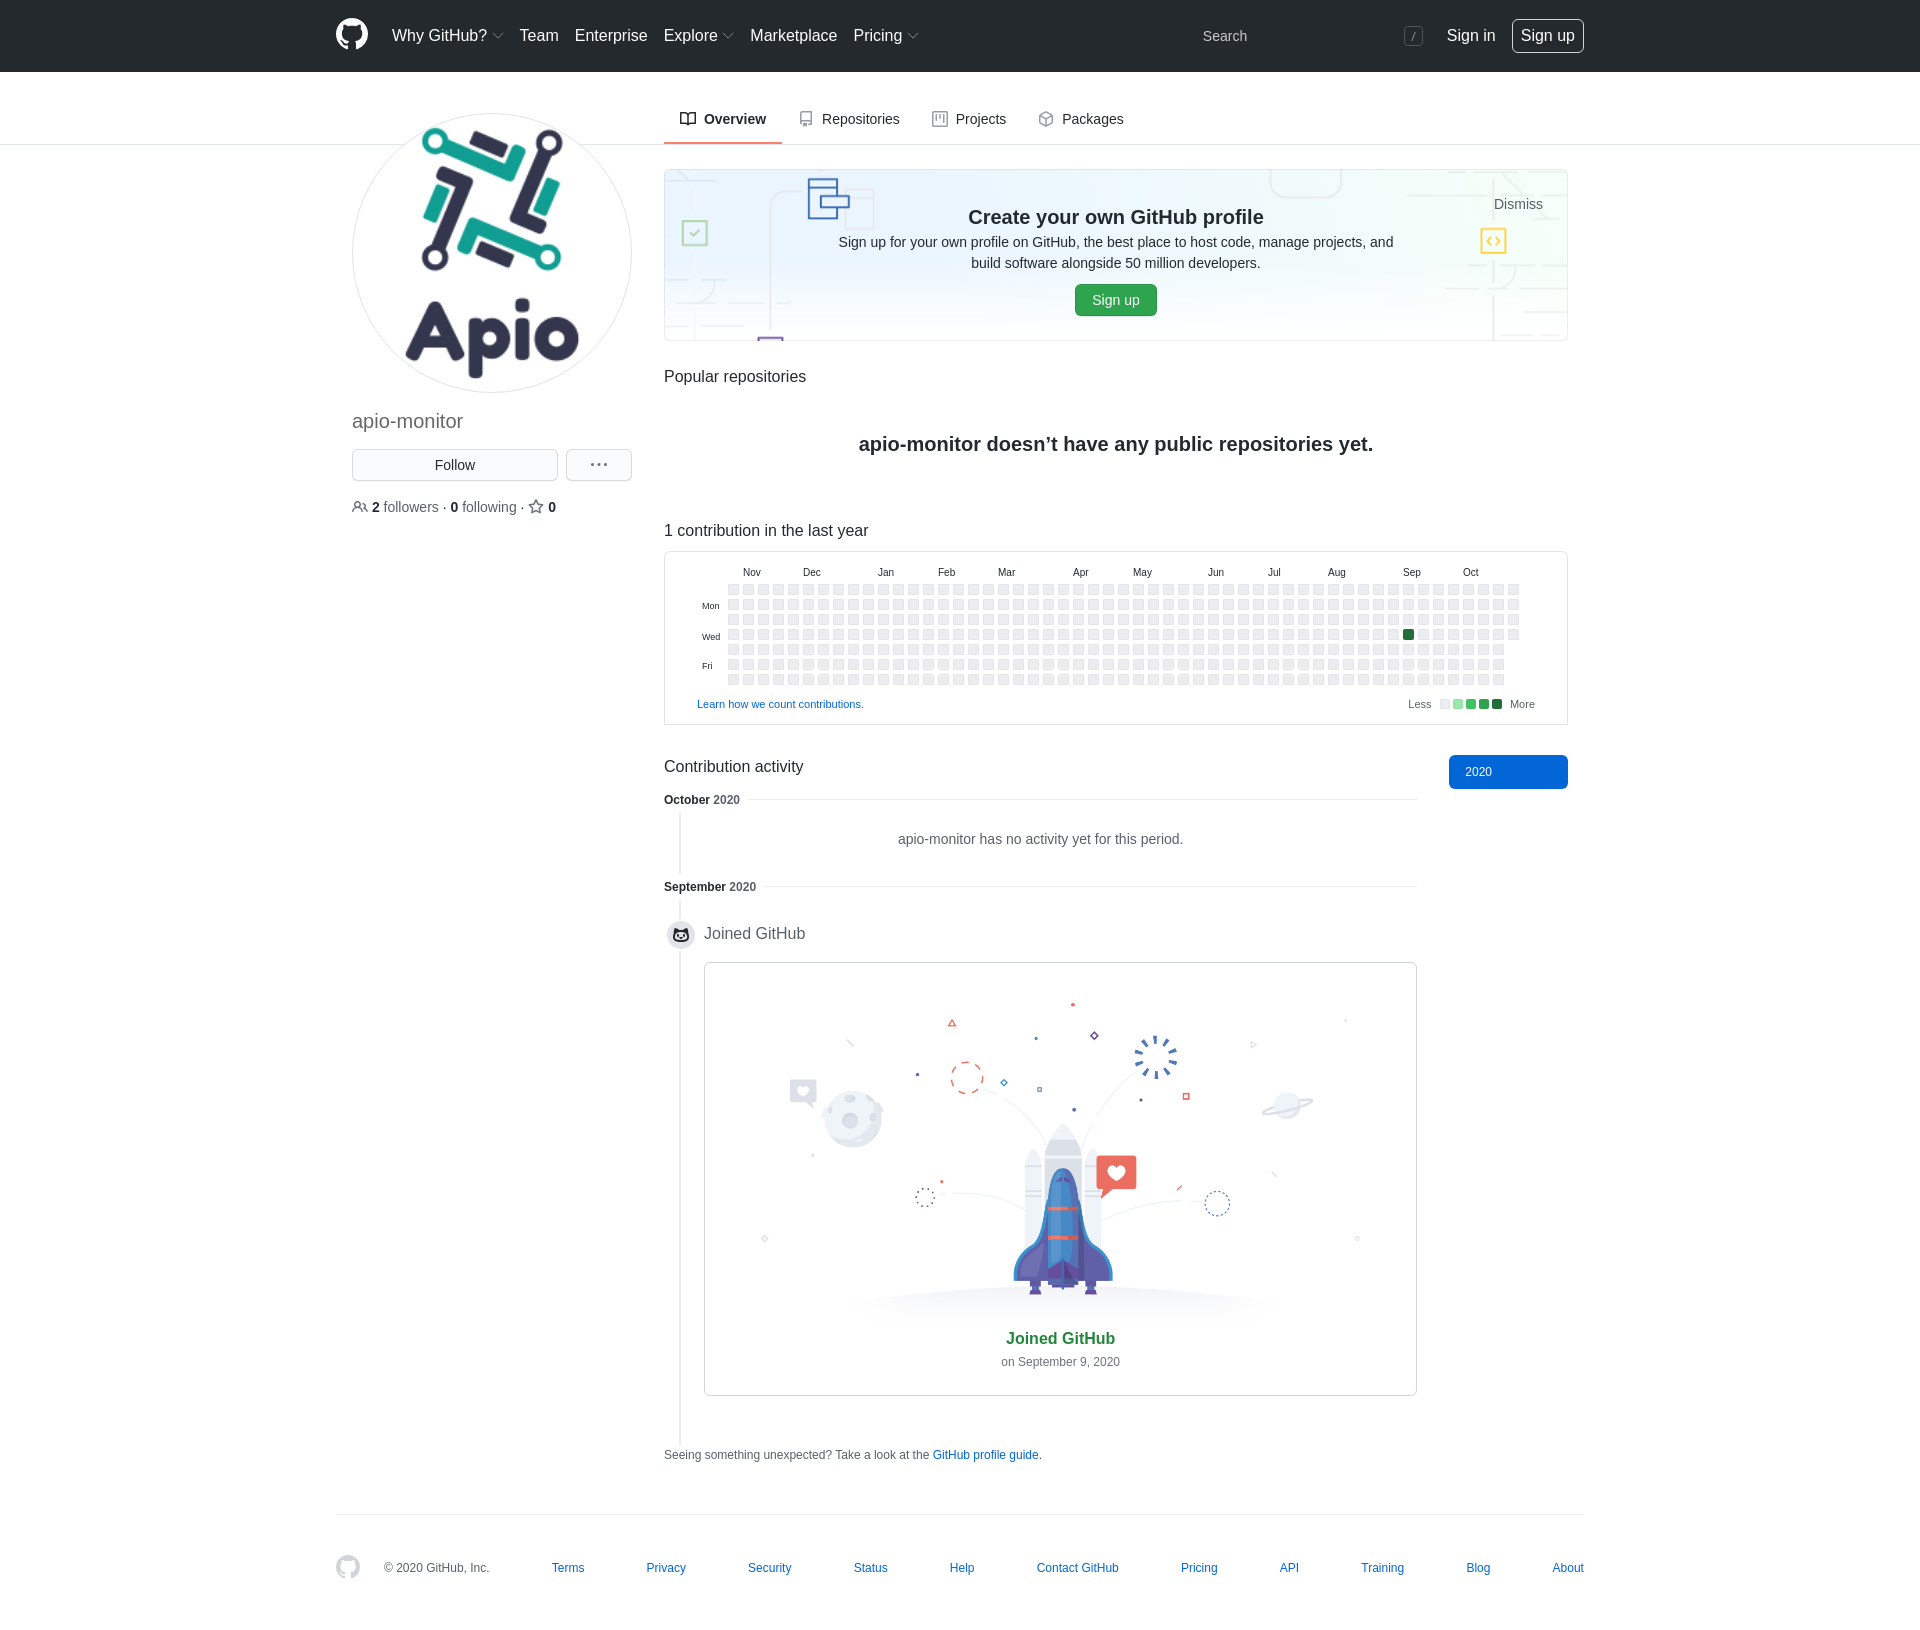 Why GitHub? Team Enterprise Explore Marketplace Pricing Search / Sign in Sign up
Overview Repositories Projects Packages
Apio
apio-monitor
Follow
2 followers · 0 following · 0
Create your own GitHub profile
Dismiss
Sign up for your own profile on GitHub, the best place to host code, manage projects, and
build software alongside 50 million developers.
Sign up
Popular repositories
apio-monitor doesn’t have any public repositories yet.
1 contribution in the last year
Nov Dec Jan Feb Mar Apr May Jun Jul Aug Sep Oct
Mon
Wed
Fri
Learn how we count contributions.
Less More
Contribution activity
2020
October 2020
apio-monitor has no activity yet for this period.
September 2020
Joined GitHub
Joined GitHub
on September 9, 2020
Seeing something unexpected? Take a look at the GitHub profile guide.
© 2020 GitHub, Inc. Terms Privacy Security Status Help Contact GitHub Pricing API Training Blog About